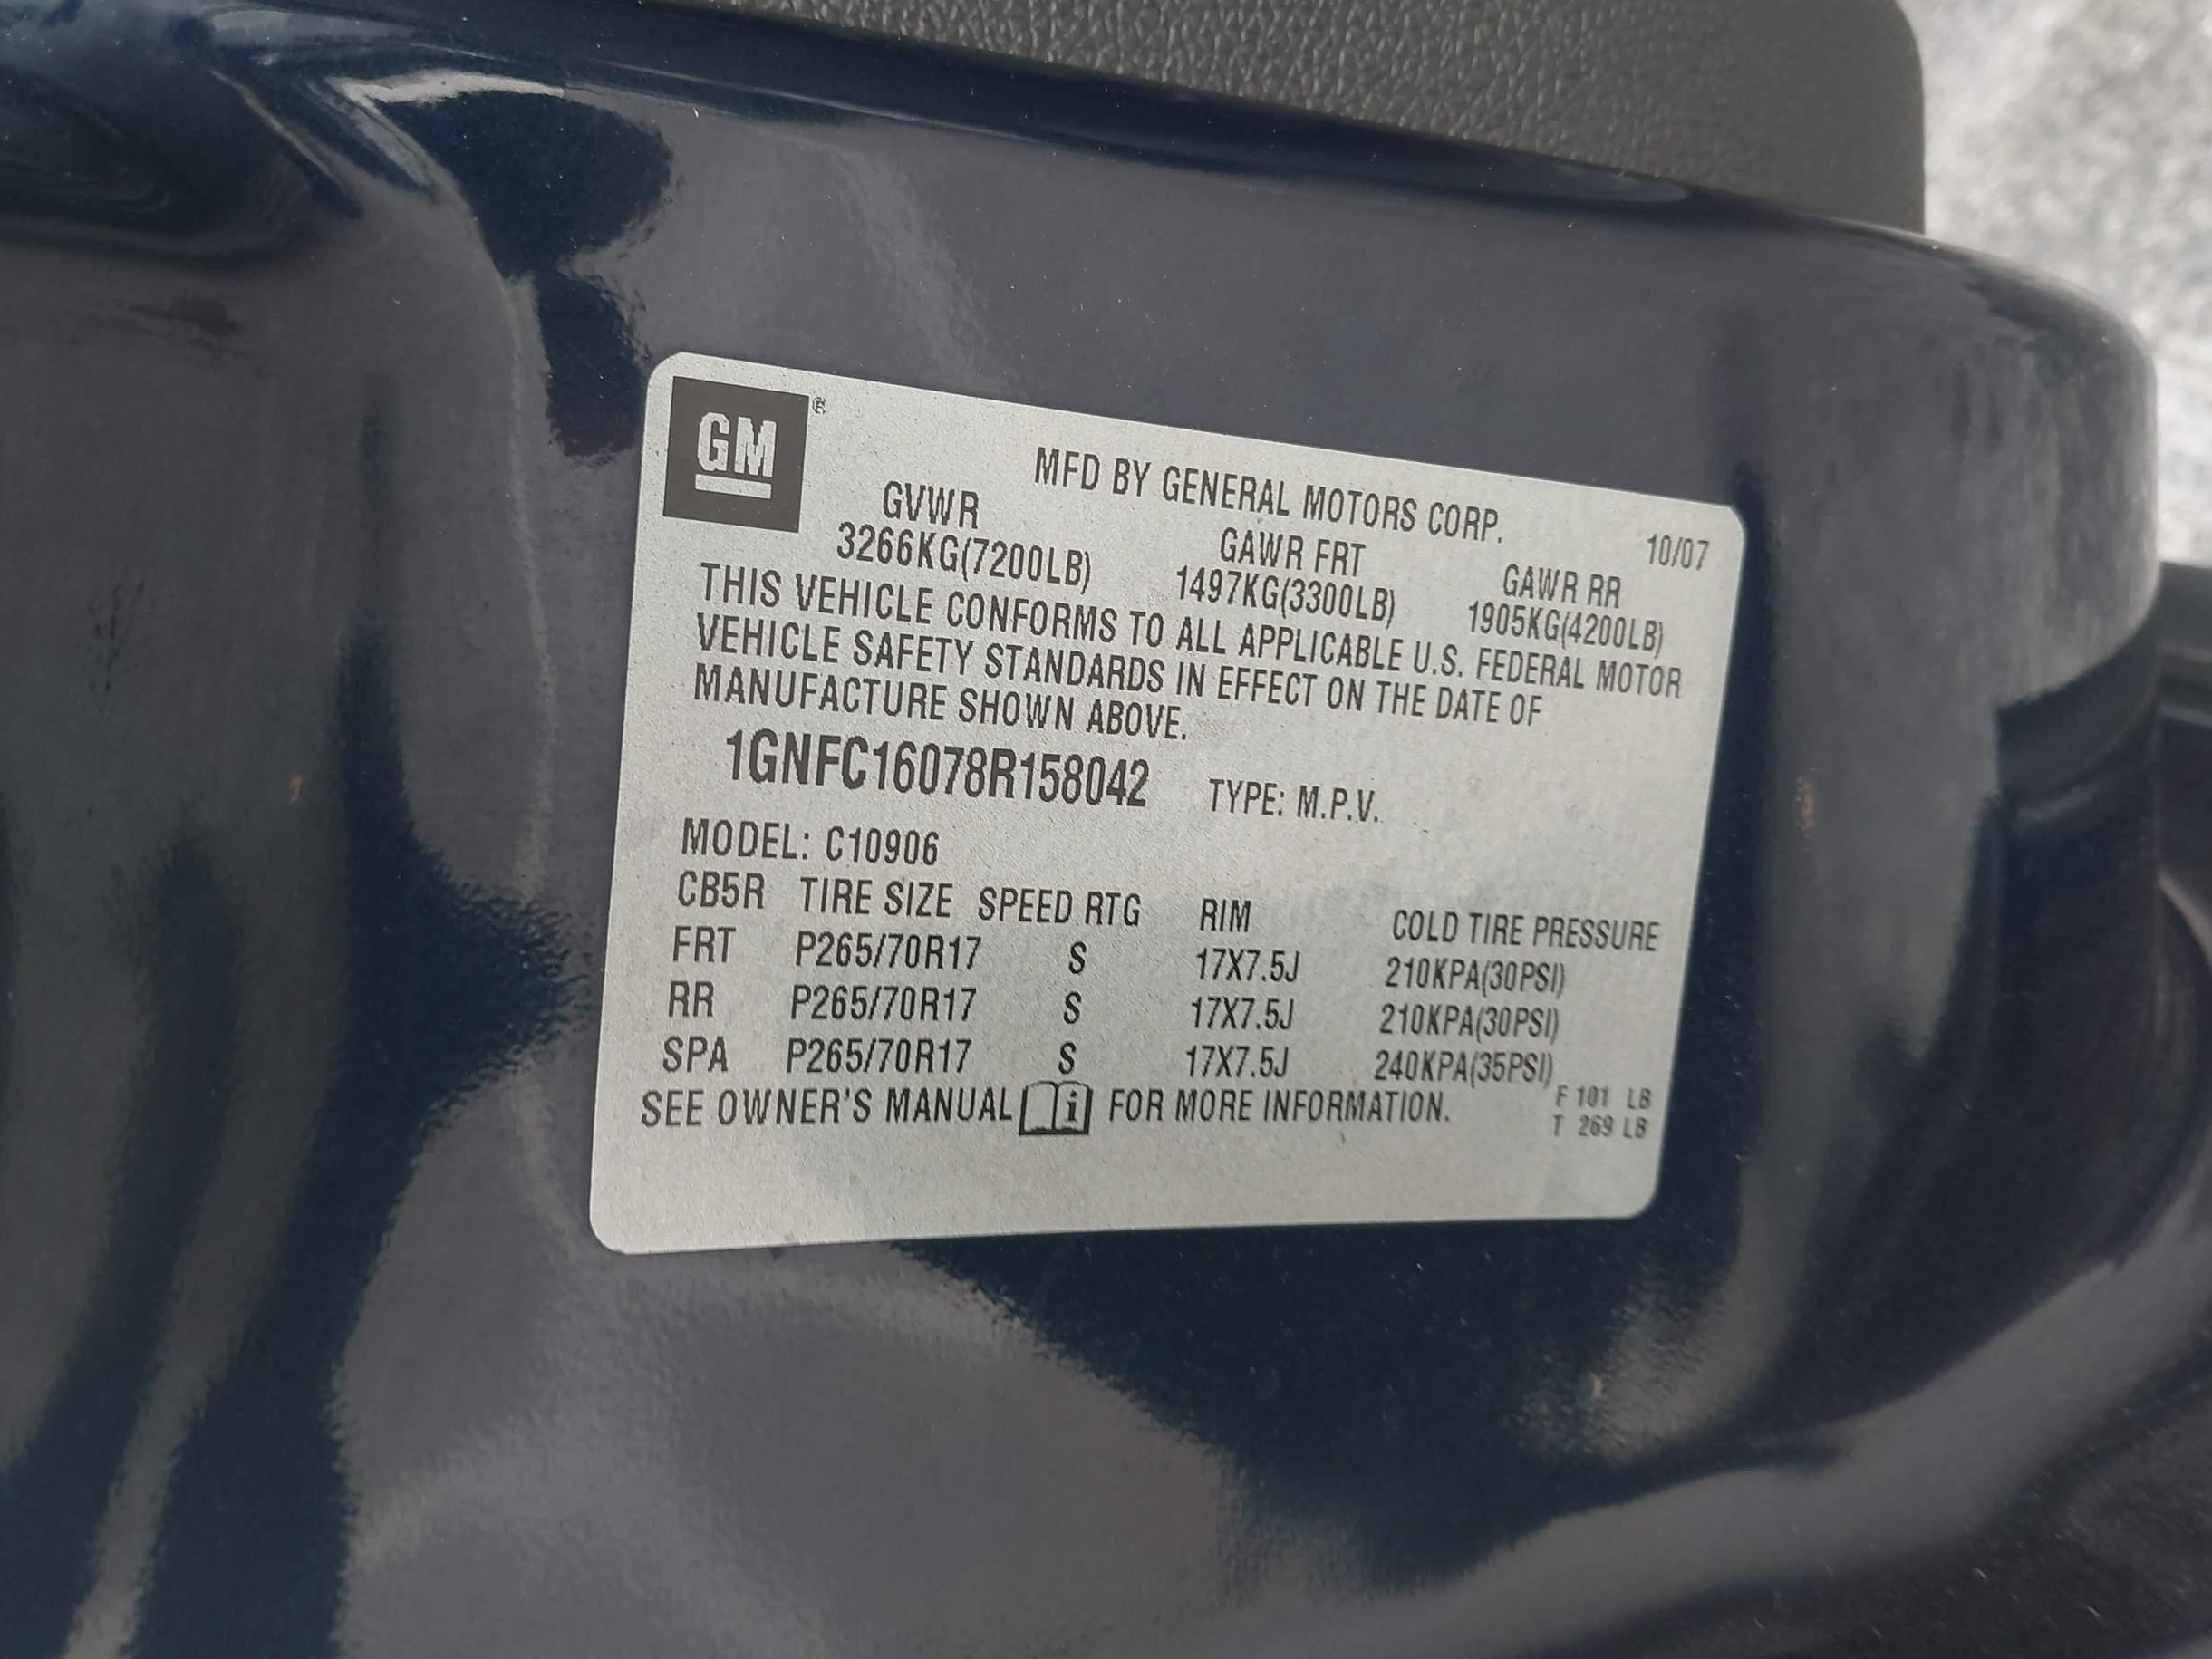 GM ®
MFD BY GENERAL MOTORS CORP. 10/07
GVWR GAWR FRT GAWR RR
3266KG(7200LB) 1497KG(3300LB) 1905KG(4200LB)
THIS VEHICLE CONFORMS TO ALL APPLICABLE U.S. FEDERAL MOTOR
VEHICLE SAFETY STANDARDS IN EFFECT ON THE DATE OF
MANUFACTURE SHOWN ABOVE.
1GNFC16078R158042 TYPE: M.P.V.
MODEL: C10906
CB5R TIRE SIZE SPEED RTG RIM COLD TIRE PRESSURE
FRT P265/70R17 S 17X7.5J 210KPA(30PSI)
RR P265/70R17 S 17X7.5J 210KPA(30PSI)
SPA P265/70R17 S 17X7.5J 240KPA(35PSI)
SEE OWNER'S MANUAL i FOR MORE INFORMATION.
F 101 LB
T 269 LB